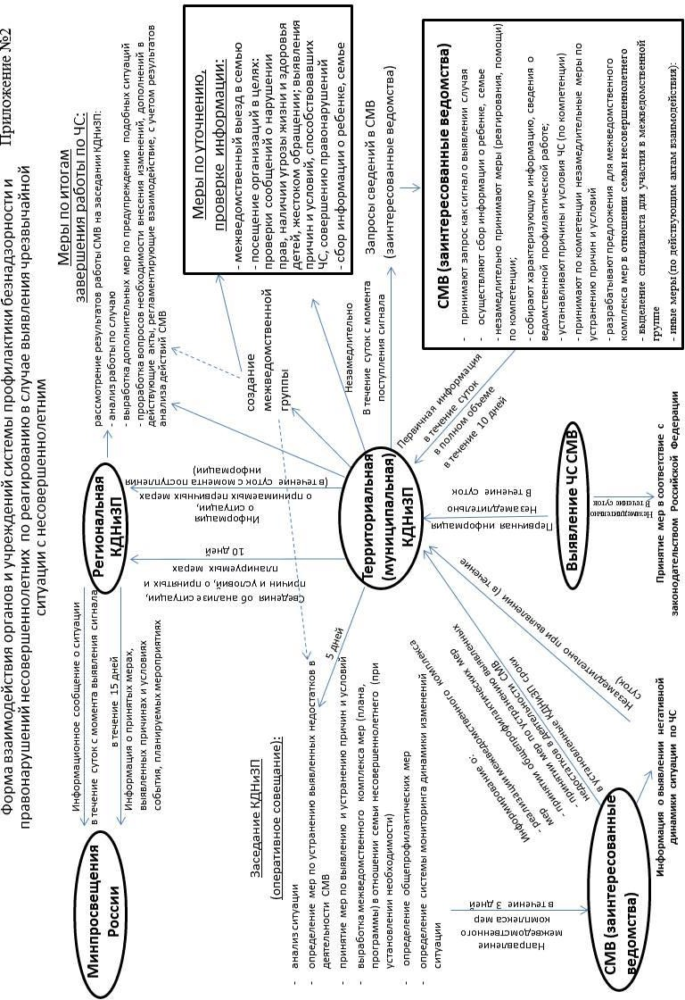 Приложение №2
Форма взаимодействия органов и учреждений системы профилактики безнадзорности и
правонарушений несовершеннолетних по реагированию в случае выявления чрезвычайной
ситуации с несовершеннолетним
Минпросвещения
России
Информационное сообщение о ситуации
в течение суток с момента выявления сигнала
в течение 15 дней
Информация о принятых мерах,
выявленных причинах и условиях
события, планируемых мероприятиях
Региональная
КДНиЗП
Меры по итогам
завершения работы по ЧС:
рассмотрение результатов работы СМВ на заседании КДНиЗП:
- анализ работы по случаю
- выработка дополнительных мер по предупреждению подобных ситуаций
- проработка вопросов необходимости внесения изменений, дополнений в
действующие акты, регламентирующие взаимодействие, с учетом результатов
анализа действий СМВ
Информация
о ситуации,
о принимаемых первичных мерах
(в течение суток с момента поступления
информации)
Сведения об анализе ситуации,
причин и условий, о принятых и
планируемых мерах
10 дней
создание
межведомственной
группы
Меры по уточнению,
проверке информации:
- межведомственный выезд в семью
- посещение организаций в целях:
проверки сообщений о нарушении
прав, наличии угрозы жизни и здоровья
детей, жестоком обращении; выявления
причин и условий, способствовавших
ЧС, совершению правонарушений
- сбор информации о ребенке, семье
Заседание КДНиЗП
(оперативное совещание):
- анализ ситуации
- определение мер по устранению выявленных недостатков в
деятельности СМВ
- принятие мер по выявлению и устранению причин и условий
- выработка межведомственного комплекса мер (плана,
программы) в отношении семьи несовершеннолетнего (при
установлении необходимости)
- определение общепрофилактических мер
- определение системы мониторинга динамики изменений
ситуации
5 дней
Территориальная
(муниципальная)
КДНиЗП
Незамедлительно
В течение суток с момента
поступления сигнала
Запросы сведений в СМВ
(заинтересованные ведомства)
СМВ (заинтересованные ведомства)
- принимают запрос как сигнал о выявлении случая
- осуществляют сбор информации о ребенке, семье
- незамедлительно принимают меры (реагирования, помощи)
по компетенции;
- собирают характеризующую информацию, сведения о
ведомственной профилактической работе;
- устанавливают причины и условия ЧС (по компетенции)
- принимают по компетенции незамедлительные меры по
устранению причин и условий
- разрабатывают предложения для межведомственного
комплекса мер в отношении семьи несовершеннолетнего
- выделение специалиста для участия в межведомственной
группе
- иные меры (по действующим актам взаимодействия):
Первичная информация
в течение суток
в полном объеме
в течение 10 дней
Первичная информация
Незамедлительно
В течение суток
Выявление ЧС СМВ
Незамедлительно
В течение суток
Принятие мер в соответствие с
законодательством Российской Федерации
Незамедлительно при выявлении (в течение
суток)
Информирование о:
-реализации межведомственного комплекса
мер
- принятии общепрофилактических мер
- принятии мер по устранению выявленных
недостатков в деятельности СМВ
в установленные КДНиЗП сроки
Направление
межведомственного
комплекса мер
в течение 3 дней
СМВ (заинтересованные
ведомства)
Информация о выявлении негативной
динамики ситуации по ЧС